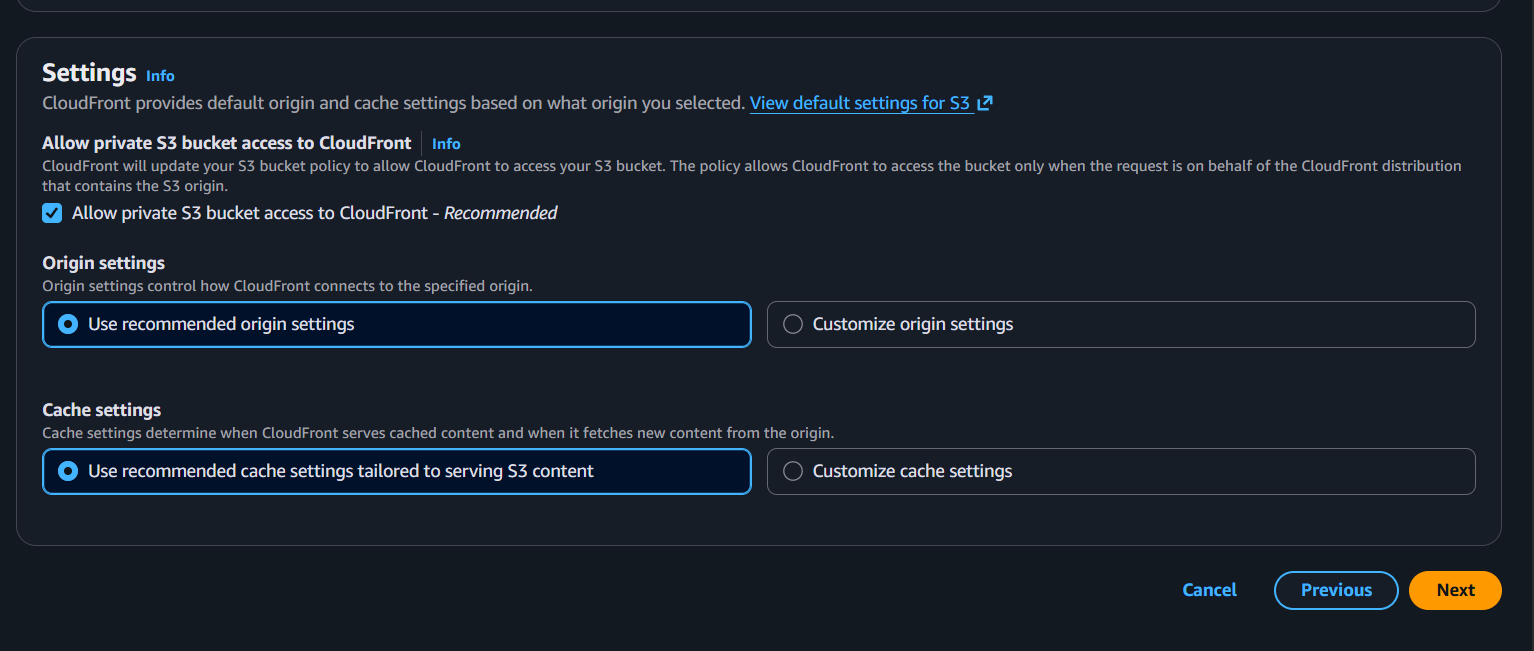 Settings Info
CloudFront provides default origin and cache settings based on what origin you selected. View default settings for S3
Allow private S3 bucket access to CloudFront Info
CloudFront will update your S3 bucket policy to allow CloudFront to access your S3 bucket. The policy allows CloudFront to access the bucket only when the request is on behalf of the CloudFront distribution
that contains the S3 origin.
Allow private S3 bucket access to CloudFront - Recommended
Origin settings
Origin settings control how CloudFront connects to the specified origin.
Use recommended origin settings Customize origin settings
Cache settings
Cache settings determine when CloudFront serves cached content and when it fetches new content from the origin.
Use recommended cache settings tailored to serving S3 content Customize cache settings
Cancel Previous Next